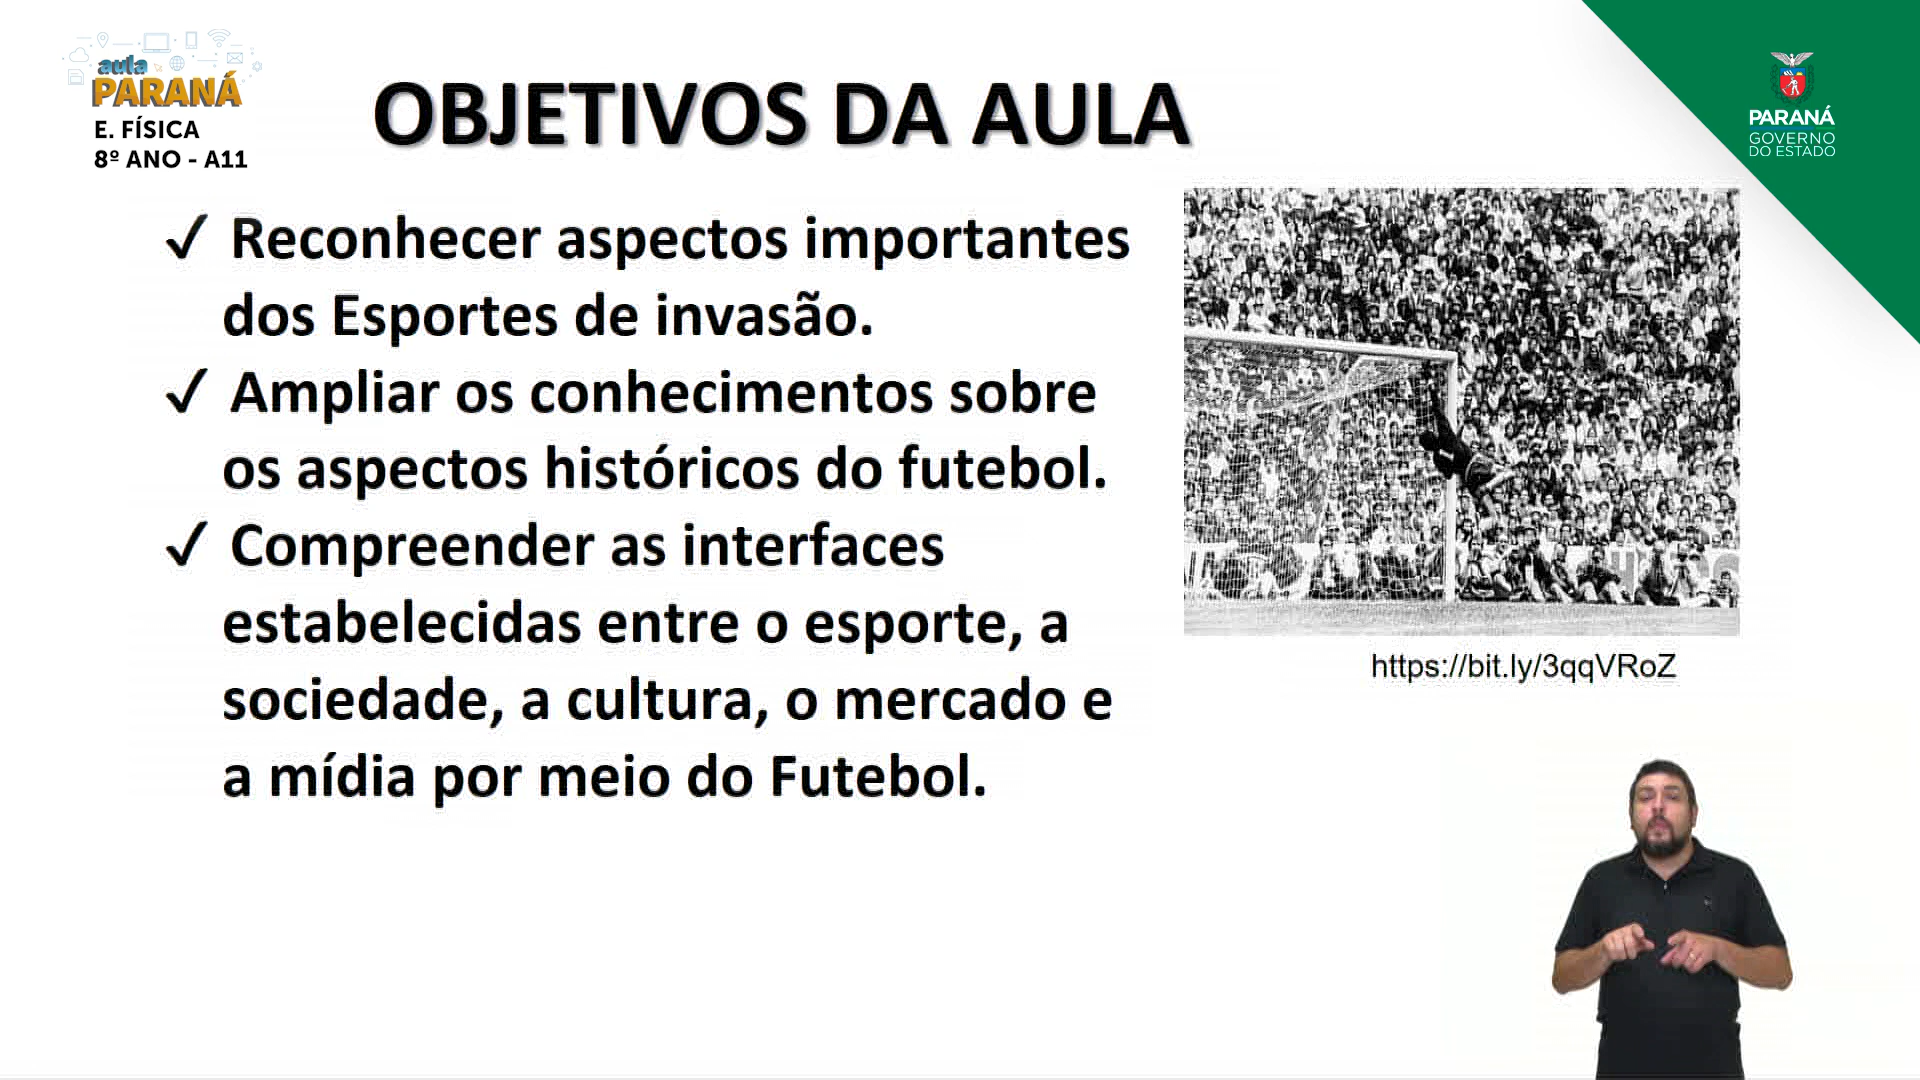 aula
PARANÁ
E. FÍSICA
8º ANO - A11
OBJETIVOS DA AULA
PARANÁ
GOVERNO
DO ESTADO
✓ Reconhecer aspectos importantes
dos Esportes de invasão.
✓ Ampliar os conhecimentos sobre
os aspectos históricos do futebol.
✓ Compreender as interfaces
estabelecidas entre o esporte, a
sociedade, a cultura, o mercado e
a mídia por meio do Futebol.
https://bit.ly/3qqVRoZ